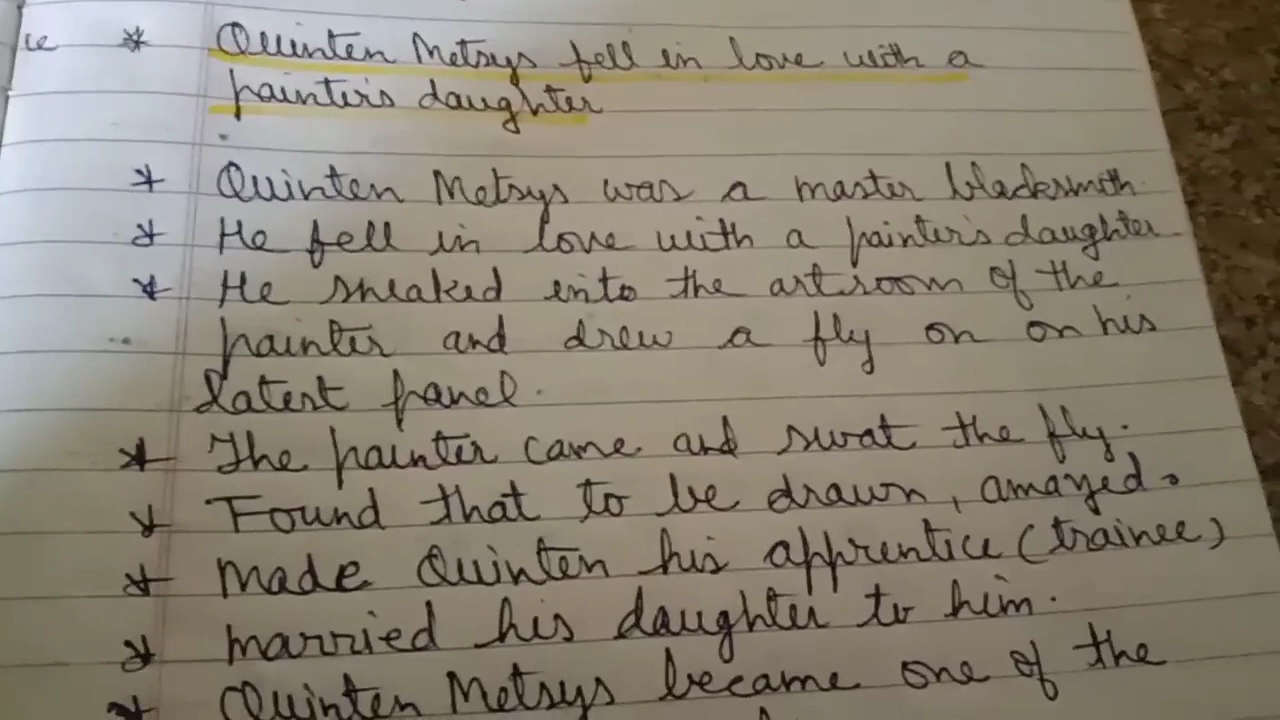 ce * Quinten Metsys fell in love with a
painter's daughter
* Quinten Metsys was a master blacksmith
* He fell in love with a painter's daughter
* He sneaked into the art room of the
painter and drew a fly on on his
latest panel.
* The painter came and swat the fly.
* Found that to be drawn, amazed.
* Made Quinten his apprentice (trainee)
* married his daughter to him.
* Quinten Metsys became one of the